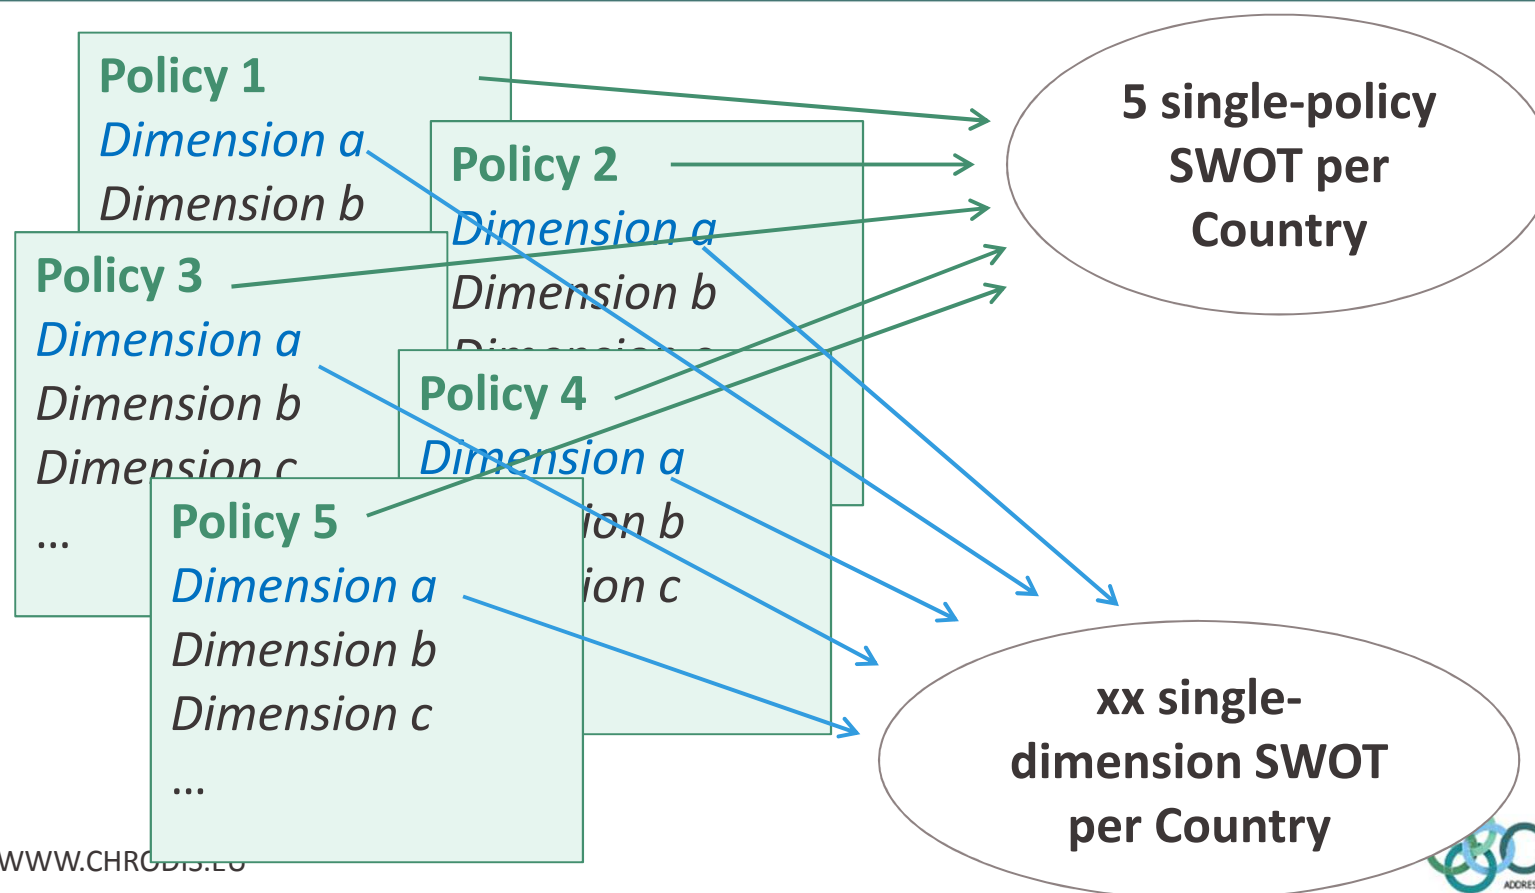 Policy 1
Dimension a
Dimension b
Policy 2
Dimension a
Dimension b
Dimension c
Policy 3
Dimension a
Dimension b
Dimension c
...
Policy 4
Dimension a
ion b
ion c
Policy 5
Dimension a
Dimension b
Dimension c
...
5 single-policy
SWOT per
Country
xx single-
dimension SWOT
per Country
WWW.CHRODIS.EU
ADDRES